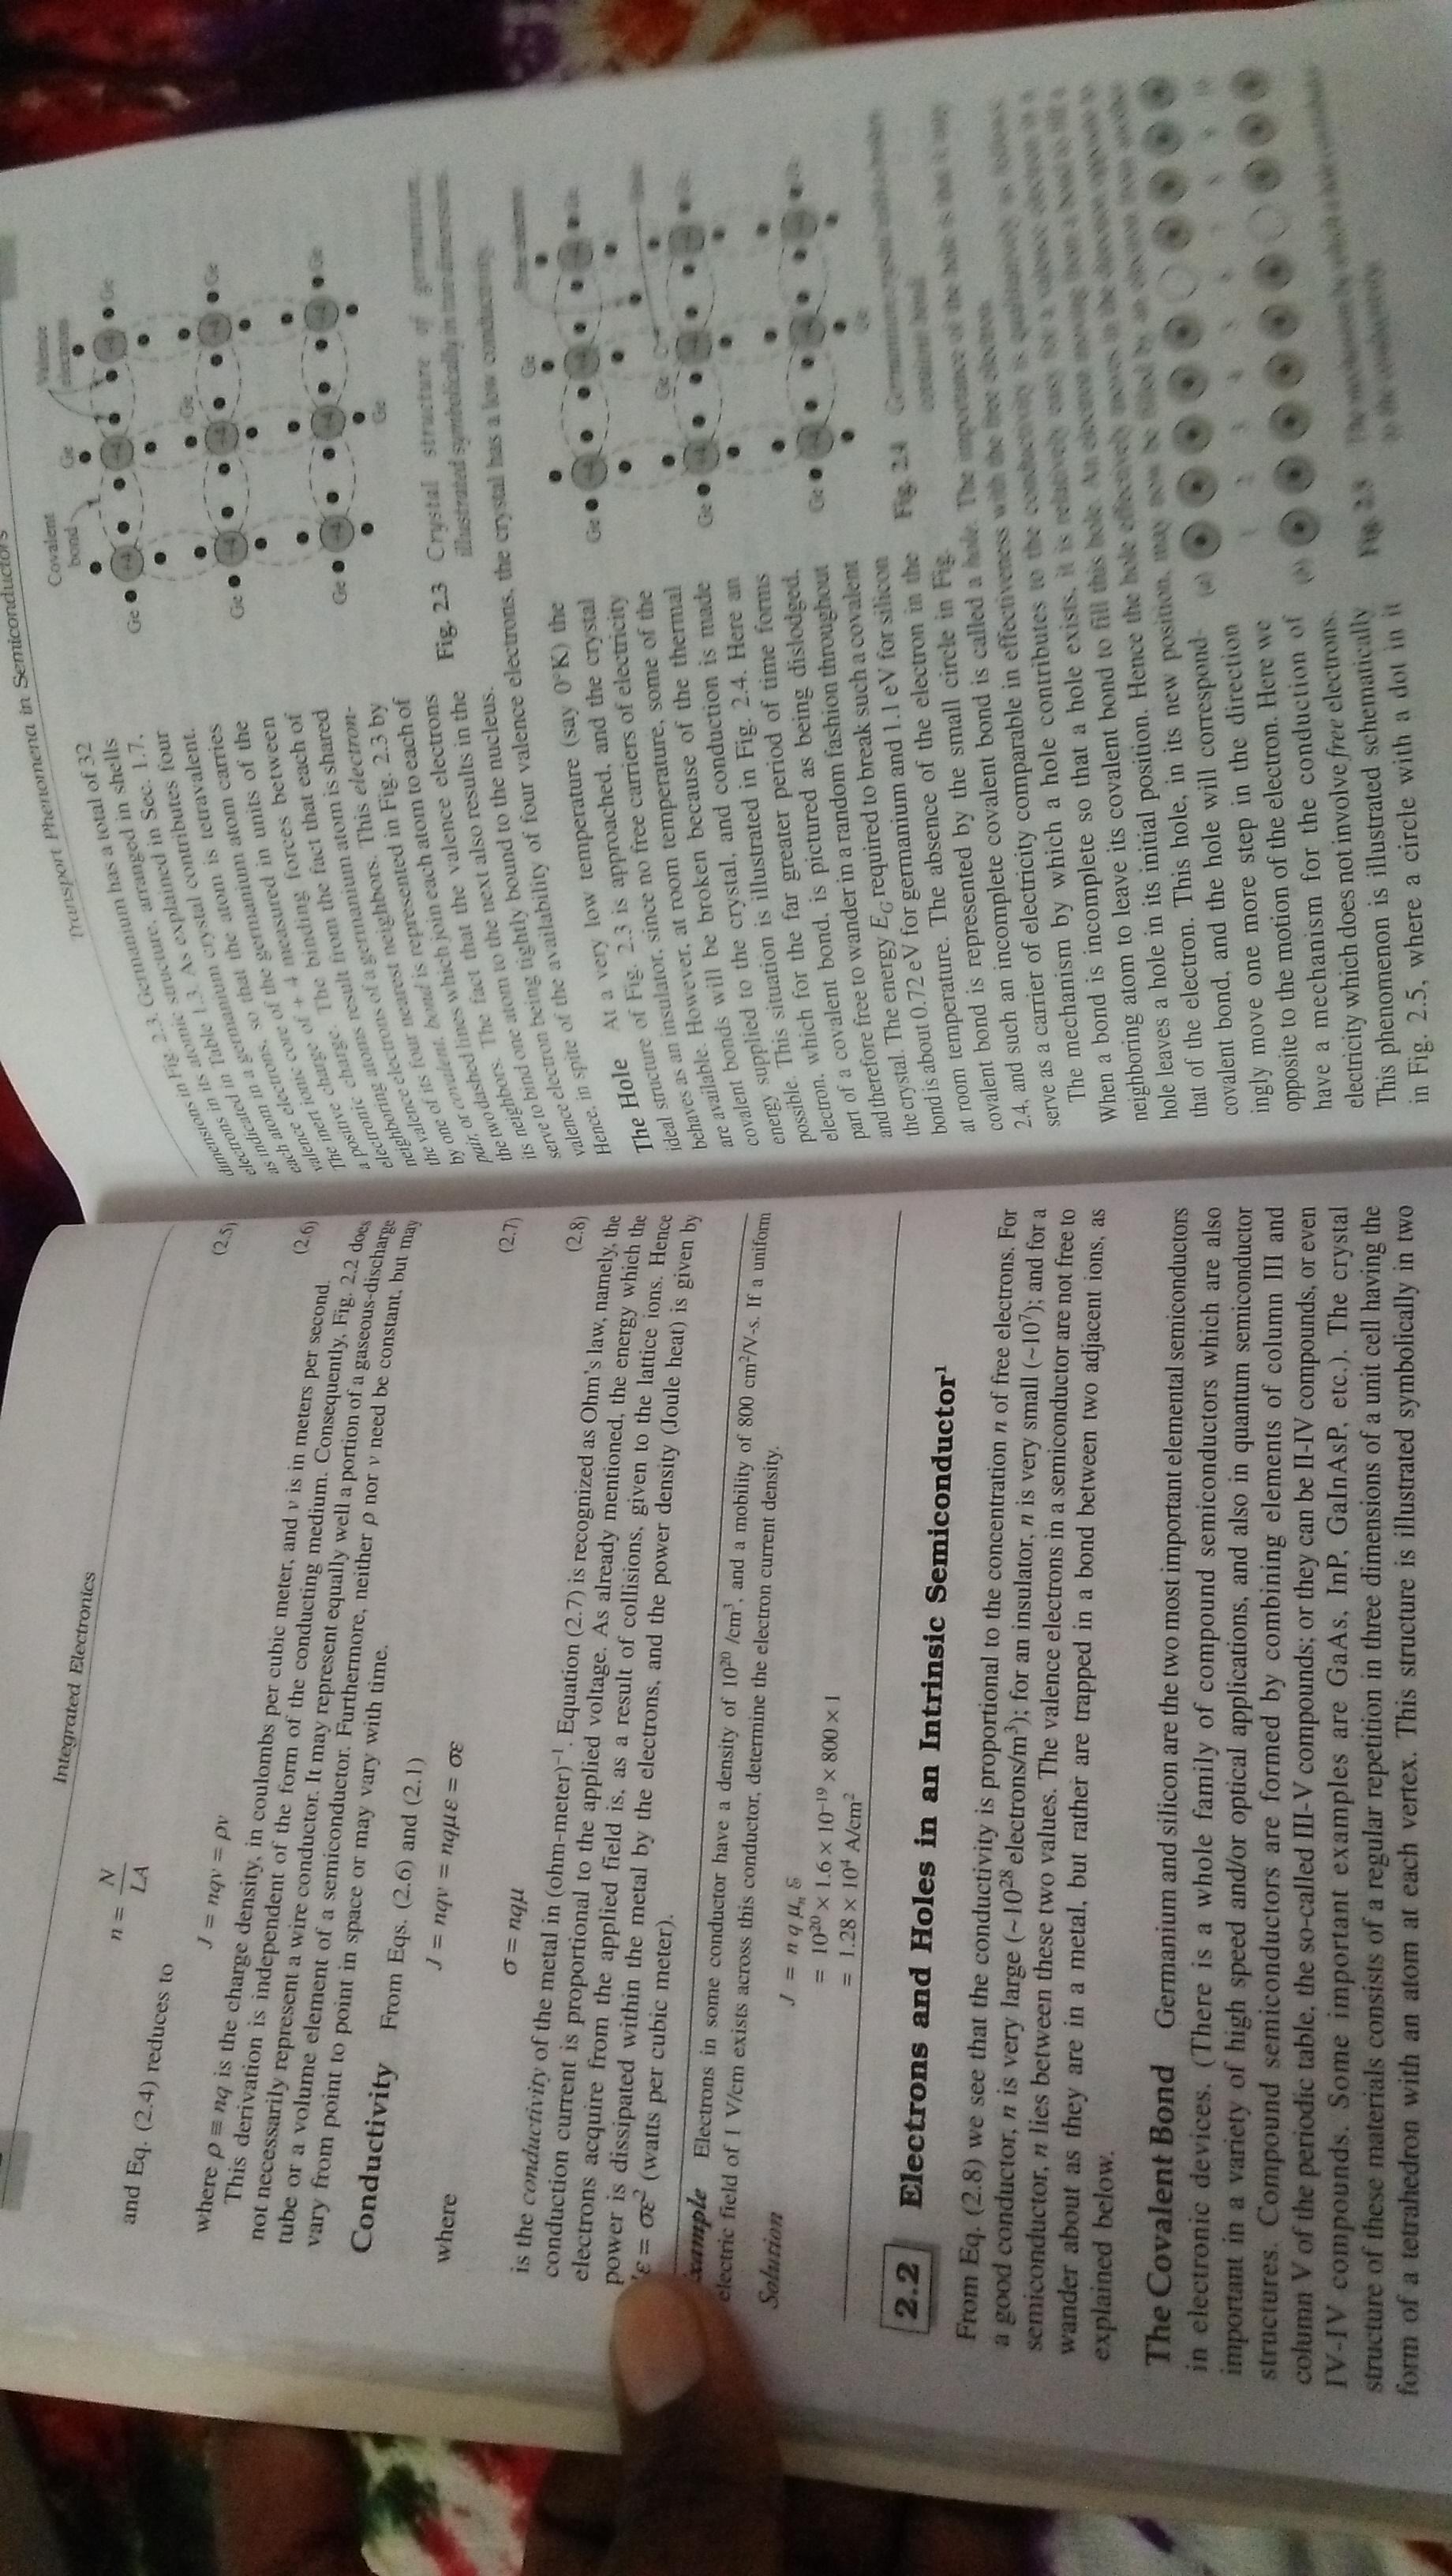 Integrated Electronics
n = N / LA (2.5)
and Eq. (2.4) reduces to
J = nqv = ρv (2.6)
where ρ ≡ nq is the charge density, in coulombs per cubic meter, and v is in meters per second.
This derivation is independent of the form of the conducting medium. Consequently, Fig. 2.2 does
not necessarily represent a wire conductor. It may represent equally well a portion of a gaseous-discharge
tube or a volume element of a semiconductor. Furthermore, neither ρ nor v need be constant, but may
vary from point to point in space or may vary with time.
Conductivity From Eqs. (2.6) and (2.1)
J = nqv = nqμε = σε (2.7)
where
σ = nqμ (2.8)
is the conductivity of the metal in (ohm-meter)⁻¹. Equation (2.7) is recognized as Ohm's law, namely, the
conduction current is proportional to the applied voltage. As already mentioned, the energy which the
electrons acquire from the applied field is, as a result of collisions, given to the lattice ions. Hence
power is dissipated within the metal by the electrons, and the power density (Joule heat) is given by
ε = σε² (watts per cubic meter).
Electrons in some conductor have a density of 10²⁰ /cm³, and a mobility of 800 cm²/V-s. If a uniform
electric field of 1 V/cm exists across this conductor, determine the electron current density.
Solution
J = n q μₙ ℰ
= 10²⁰ × 1.6 × 10⁻¹⁹ × 800 × 1
= 1.28 × 10⁴ A/cm²
2.2 Electrons and Holes in an Intrinsic Semiconductor¹
From Eq. (2.8) we see that the conductivity is proportional to the concentration n of free electrons. For
a good conductor, n is very large (~10²⁸ electrons/m³); for an insulator, n is very small (~10⁷); and for a
semiconductor, n lies between these two values. The valence electrons in a semiconductor are not free to
wander about as they are in a metal, but rather are trapped in a bond between two adjacent ions, as
explained below.
The Covalent Bond Germanium and silicon are the two most important elemental semiconductors
in electronic devices. (There is a whole family of compound semiconductors which are also
important in a variety of high speed and/or optical applications, and also in quantum semiconductor
structures. Compound semiconductors are formed by combining elements of column III and
column V of the periodic table, the so-called III-V compounds; or they can be II-IV compounds, or even
IV-IV compounds. Some important examples are GaAs, InP, GaInAsP, etc.). The crystal
structure of these materials consists of a regular repetition in three dimensions of a unit cell having the
form of a tetrahedron with an atom at each vertex. This structure is illustrated symbolically in two
Transport Phenomena in Semiconductors
dimensions in Fig. 2.3. Germanium has a total of 32
electrons in its atomic structure, arranged in shells
as indicated in Table 1.3. As explained in Sec. 1.7,
each atom in a germanium crystal contributes four
valence electrons, so that the atom is tetravalent.
The inert ionic core of the germanium atom carries
a positive charge of + 4 measured in units of the
electronic charge. The binding forces between
neighboring atoms result from the fact that each of
the valence electrons of a germanium atom is shared
by one of its four nearest neighbors. This electron-
pair, or covalent, bond is represented in Fig. 2.3 by
the two dashed lines which join each atom to each of
its neighbors. The fact that the valence electrons
serve to bind one atom to the next also results in the
valence electron being tightly bound to the nucleus.
Hence, in spite of the availability of four valence electrons, the crystal has a low conductivity.
Covalent
bond
Valence
electrons
Ge
Ge
Ge
Ge
Ge
Ge
Ge
Ge
Ge
Fig. 2.3 Crystal structure of germanium,
illustrated symbolically in two dimensions.
The Hole At a very low temperature (say 0°K) the
ideal structure of Fig. 2.3 is approached, and the crystal
behaves as an insulator, since no free carriers of electricity
are available. However, at room temperature, some of the
covalent bonds will be broken because of the thermal
energy supplied to the crystal, and conduction is made
possible. This situation is illustrated in Fig. 2.4. Here an
electron, which for the far greater period of time forms
part of a covalent bond, is pictured as being dislodged,
and therefore free to wander in a random fashion throughout
the crystal. The energy E_G required to break such a covalent
bond is about 0.72 eV for germanium and 1.1 eV for silicon
at room temperature. The absence of the electron in the
covalent bond is represented by the small circle in Fig.
2.4, and such an incomplete covalent bond is called a hole. The importance of the hole is that it may
serve as a carrier of electricity comparable in effectiveness with the free electron.
Ge
Ge
Ge
Ge
Ge
Ge
Fig. 2.4 Germanium crystal with a broken
covalent bond.
The mechanism by which a hole contributes to the conductivity is qualitatively as follows:
When a bond is incomplete so that a hole exists, it is relatively easy for a valence electron in a
neighboring atom to leave its covalent bond to fill this hole. An electron moving from a bond to fill a
hole leaves a hole in its initial position. Hence the hole effectively moves in the direction opposite to
that of the electron. This hole, in its new position, may now be filled by an electron from another
covalent bond, and the hole will correspond-
ingly move one more step in the direction
opposite to the motion of the electron. Here we
have a mechanism for the conduction of
electricity which does not involve free electrons.
This phenomenon is illustrated schematically
in Fig. 2.5, where a circle with a dot in it
(a)
1 2 3 4 5 6 7 8 9 10
(b)
Fig. 2.5 The mechanism by which a hole contributes
to the conductivity.